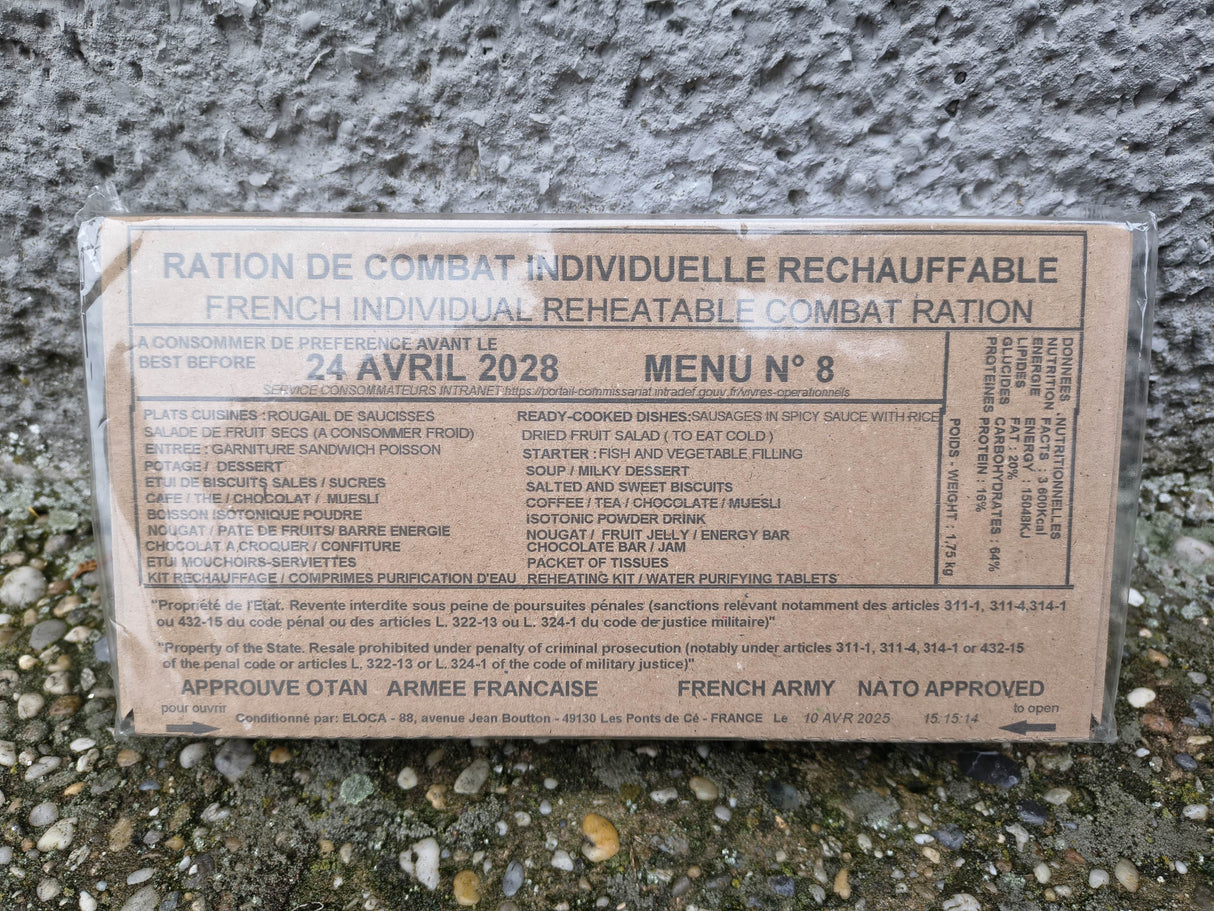 RATION DE COMBAT INDIVIDUELLE RECHAUFFABLE
FRENCH INDIVIDUAL REHEATABLE COMBAT RATION
A CONSOMMER DE PREFERENCE AVANT LE
BEST BEFORE 24 AVRIL 2028 MENU N° 8
SERVICE CONSOMMATEURS INTRANET https://portail-commissariat.intradef.gouv.fr/vivres-operationnels
PLATS CUISINES : ROUGAIL DE SAUCISSES
SALADE DE FRUIT SECS (A CONSOMMER FROID)
ENTREE : GARNITURE SANDWICH POISSON
POTAGE / DESSERT
ETUI DE BISCUITS SALES / SUCRES
CAFE / THE / CHOCOLAT / MUESLI
BOISSON ISOTONIQUE POUDRE
NOUGAT / PATE DE FRUITS/ BARRE ENERGIE
CHOCOLAT A CROQUER / CONFITURE
ETUI MOUCHOIRS-SERVIETTES
KIT RECHAUFFAGE / COMPRIMES PURIFICATION D'EAU
READY-COOKED DISHES:SAUSAGES IN SPICY SAUCE WITH RICE
DRIED FRUIT SALAD ( TO EAT COLD )
STARTER : FISH AND VEGETABLE FILLING
SOUP / MILKY DESSERT
SALTED AND SWEET BISCUITS
COFFEE / TEA / CHOCOLATE / MUESLI
ISOTONIC POWDER DRINK
NOUGAT / FRUIT JELLY / ENERGY BAR
CHOCOLATE BAR / JAM
PACKET OF TISSUES
REHEATING KIT / WATER PURIFYING TABLETS
DONNEES NUTRITIONNELLES
NUTRITION FACTS : 3 600Kcal
ENERGIE ENERGY : 15048KJ
LIPIDES FAT : 20%
GLUCIDES CARBOHYDRATES : 64%
PROTEINES PROTEIN : 16%
POIDS - WEIGHT : 1,75 kg
"Propriété de l'Etat. Revente interdite sous peine de poursuites pénales (sanctions relevant notamment des articles 311-1, 311-4,314-1
ou 432-15 du code pénal ou des articles L. 322-13 ou L. 324-1 du code de justice militaire)"
"Property of the State. Resale prohibited under penalty of criminal prosecution (notably under articles 311-1, 311-4, 314-1 or 432-15
of the penal code or articles L. 322-13 or L. 324-1 of the code of military justice)"
APPROUVE OTAN ARMEE FRANCAISE FRENCH ARMY NATO APPROVED
pour ouvrir to open
Conditionné par: ELOCA - 88, avenue Jean Boutton - 49130 Les Ponts de Cé - FRANCE Le 10 AVR 2025 15:15:14